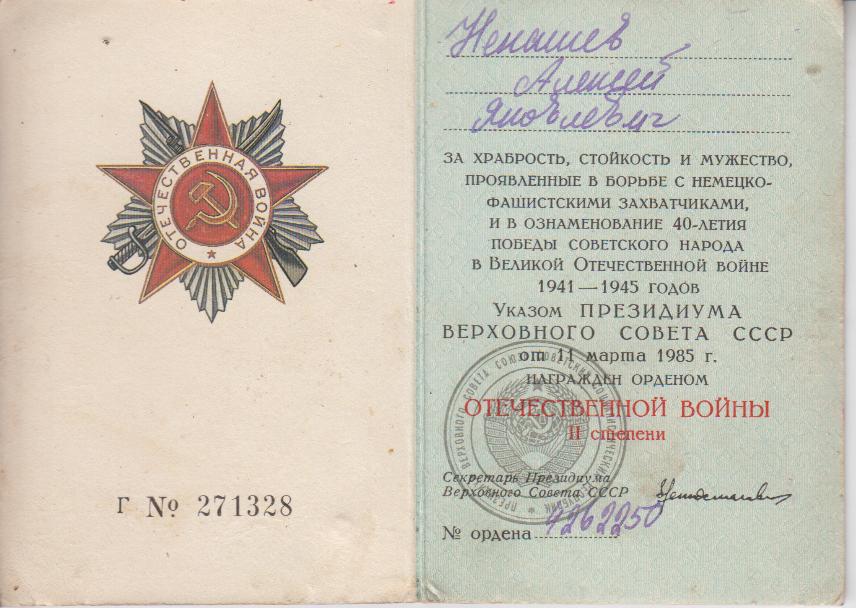 ОТЕЧЕСТВЕННАЯ ВОЙНА
Г № 271328
Ненашев
Алексей
Яковлевич
ЗА ХРАБРОСТЬ, СТОЙКОСТЬ И МУЖЕСТВО,
ПРОЯВЛЕННЫЕ В БОРЬБЕ С НЕМЕЦКО-
ФАШИСТСКИМИ ЗАХВАТЧИКАМИ,
И В ОЗНАМЕНОВАНИЕ 40-ЛЕТИЯ
ПОБЕДЫ СОВЕТСКОГО НАРОДА
В ВЕЛИКОЙ ОТЕЧЕСТВЕННОЙ ВОЙНЕ
1941—1945 ГОДОВ
УКАЗОМ ПРЕЗИДИУМА
ВЕРХОВНОГО СОВЕТА СССР
от 11 марта 1985 г.
НАГРАЖДЕН ОРДЕНОМ
ОТЕЧЕСТВЕННОЙ ВОЙНЫ
II степени
Секретарь Президиума
Верховного Совета СССР
№ ордена 4262250